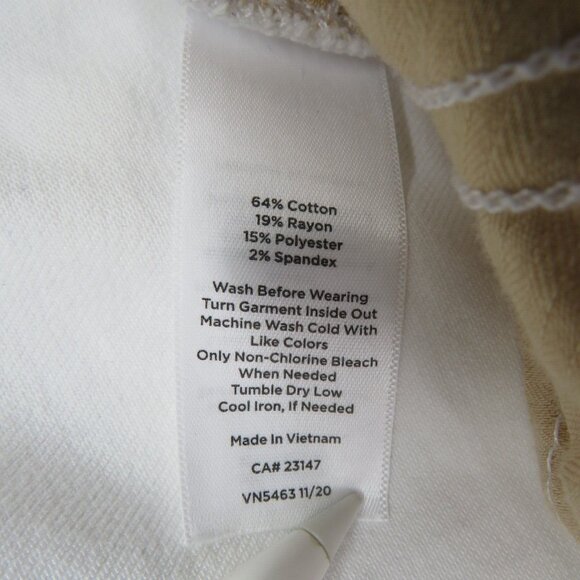 64% Cotton
19% Rayon
15% Polyester
2% Spandex
Wash Before Wearing
Turn Garment Inside Out
Machine Wash Cold With
Like Colors
Only Non-Chlorine Bleach
When Needed
Tumble Dry Low
Cool Iron, If Needed
Made In Vietnam
CA# 23147
VN5463 11/20